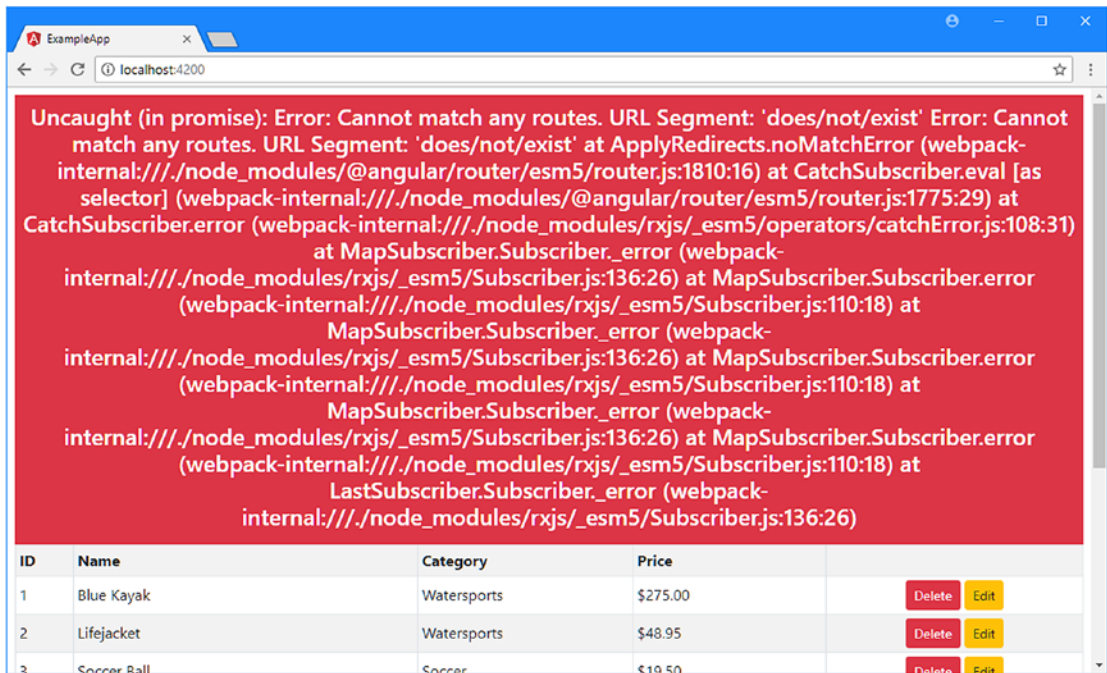 ExampleApp
localhost:4200
Uncaught (in promise): Error: Cannot match any routes. URL Segment: 'does/not/exist' Error: Cannot
match any routes. URL Segment: 'does/not/exist' at ApplyRedirects.noMatchError (webpack-
internal:///./node_modules/@angular/router/esm5/router.js:1810:16) at CatchSubscriber.eval [as
selector] (webpack-internal:///./node_modules/@angular/router/esm5/router.js:1775:29) at
CatchSubscriber.error (webpack-internal:///./node_modules/rxjs/_esm5/operators/catchError.js:108:31)
at MapSubscriber.Subscriber._error (webpack-
internal:///./node_modules/rxjs/_esm5/Subscriber.js:136:26) at MapSubscriber.Subscriber.error
(webpack-internal:///./node_modules/rxjs/_esm5/Subscriber.js:110:18) at
MapSubscriber.Subscriber._error (webpack-
internal:///./node_modules/rxjs/_esm5/Subscriber.js:136:26) at MapSubscriber.Subscriber.error
(webpack-internal:///./node_modules/rxjs/_esm5/Subscriber.js:110:18) at
MapSubscriber.Subscriber._error (webpack-
internal:///./node_modules/rxjs/_esm5/Subscriber.js:136:26) at MapSubscriber.Subscriber.error
(webpack-internal:///./node_modules/rxjs/_esm5/Subscriber.js:110:18) at
LastSubscriber.Subscriber._error (webpack-
internal:///./node_modules/rxjs/_esm5/Subscriber.js:136:26)
ID Name Category Price
1 Blue Kayak Watersports $275.00 Delete Edit
2 Lifejacket Watersports $48.95 Delete Edit
3 Soccer Ball Soccer $19.50 Delete Edit